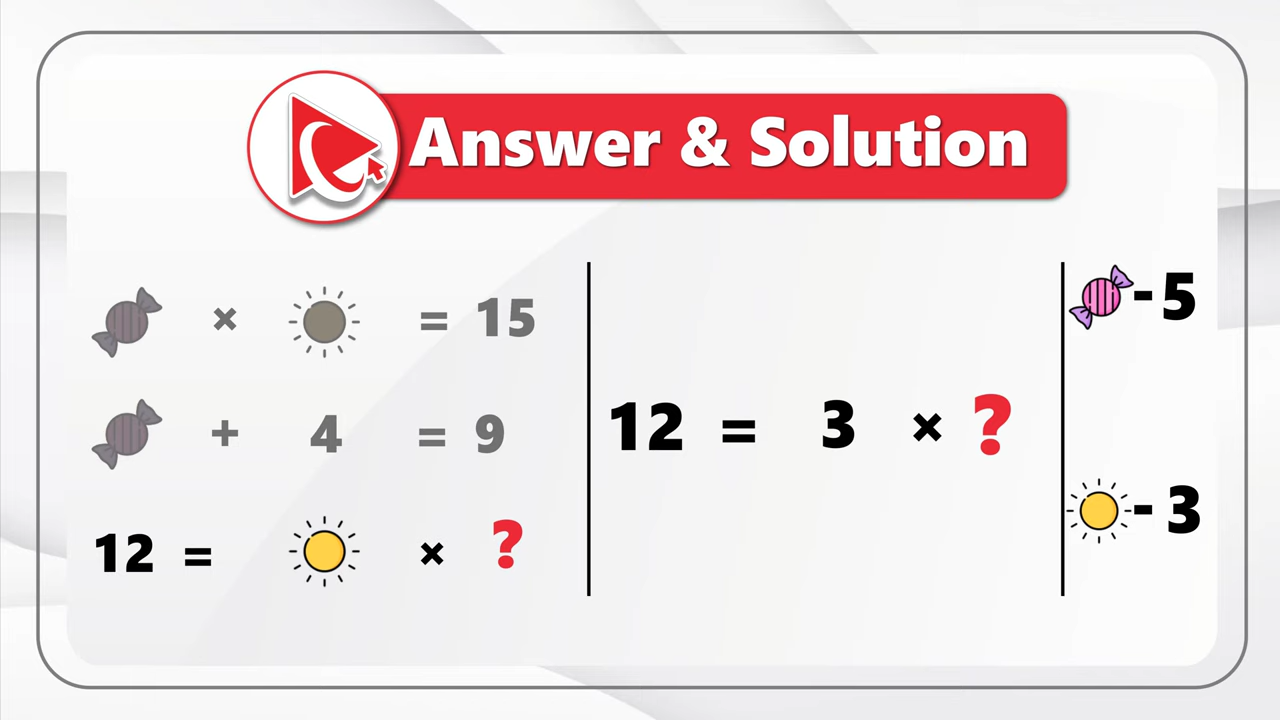 Answer & Solution
× = 15
+ 4 = 9
12 = × ?
12 = 3 × ?
- 5
- 3